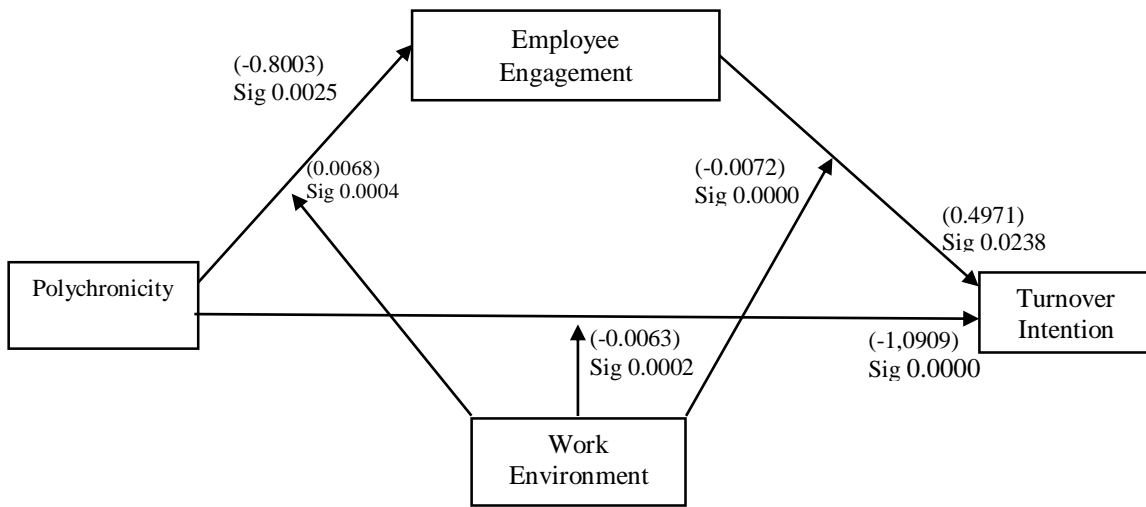 Employee
Engagement
(-0.8003)
Sig 0.0025
(0.0068)
Sig 0.0004
(-0.0072)
Sig 0.0000
(0.4971)
Sig 0.0238
Polychronicity
Turnover
Intention
(-0.0063)
Sig 0.0002
(-1,0909)
Sig 0.0000
Work
Environment